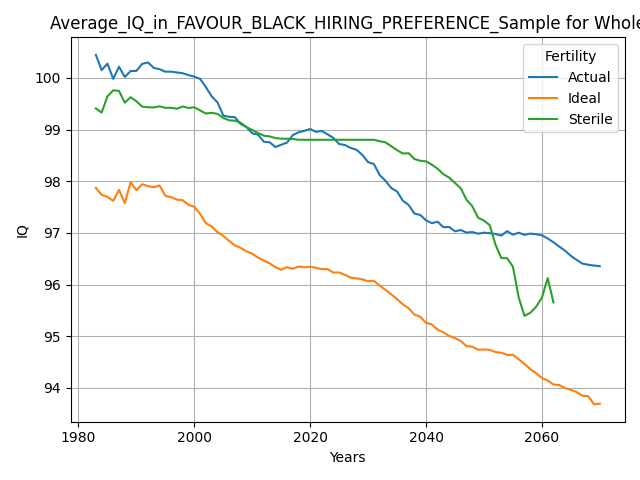 Average_IQ_in_FAVOUR_BLACK_HIRING_PREFERENCE_Sample for Whole
Fertility
Actual
Ideal
Sterile
IQ
100
99
98
97
96
95
94
1980
2000
2020
2040
2060
Years